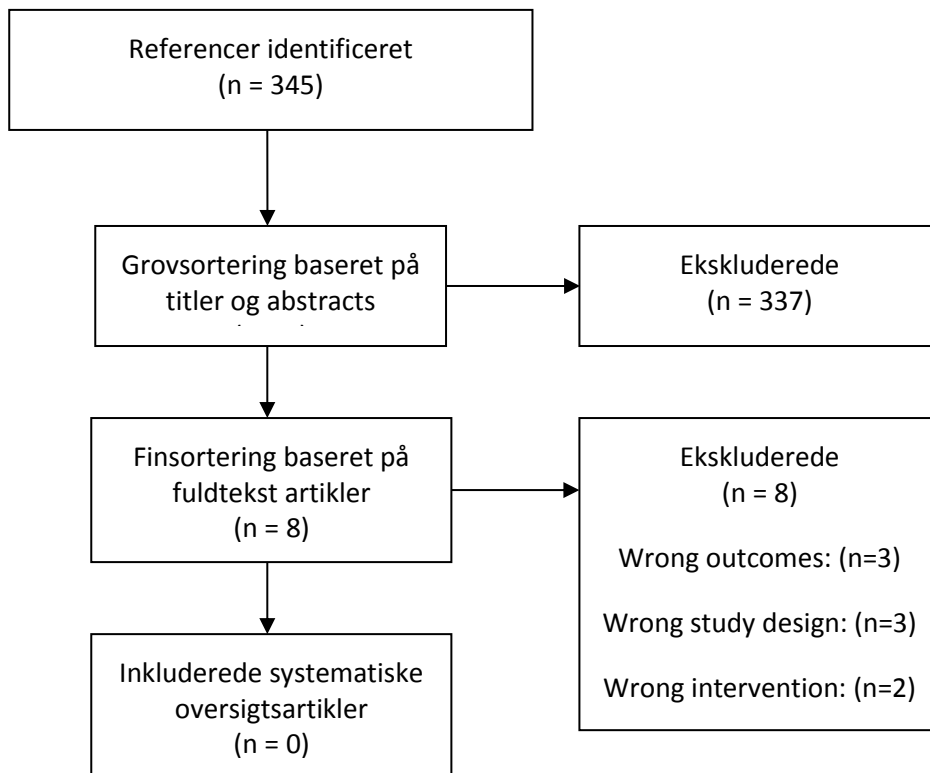 Referencer identificeret
(n = 345)
Grovsortering baseret på
titler og abstracts
Ekskluderede
(n = 337)
Finsortering baseret på
fuldtekst artikler
(n = 8)
Ekskluderede
(n = 8)
Wrong outcomes: (n=3)
Wrong study design: (n=3)
Wrong intervention: (n=2)
Inkluderede systematiske
oversigtsartikler
(n = 0)